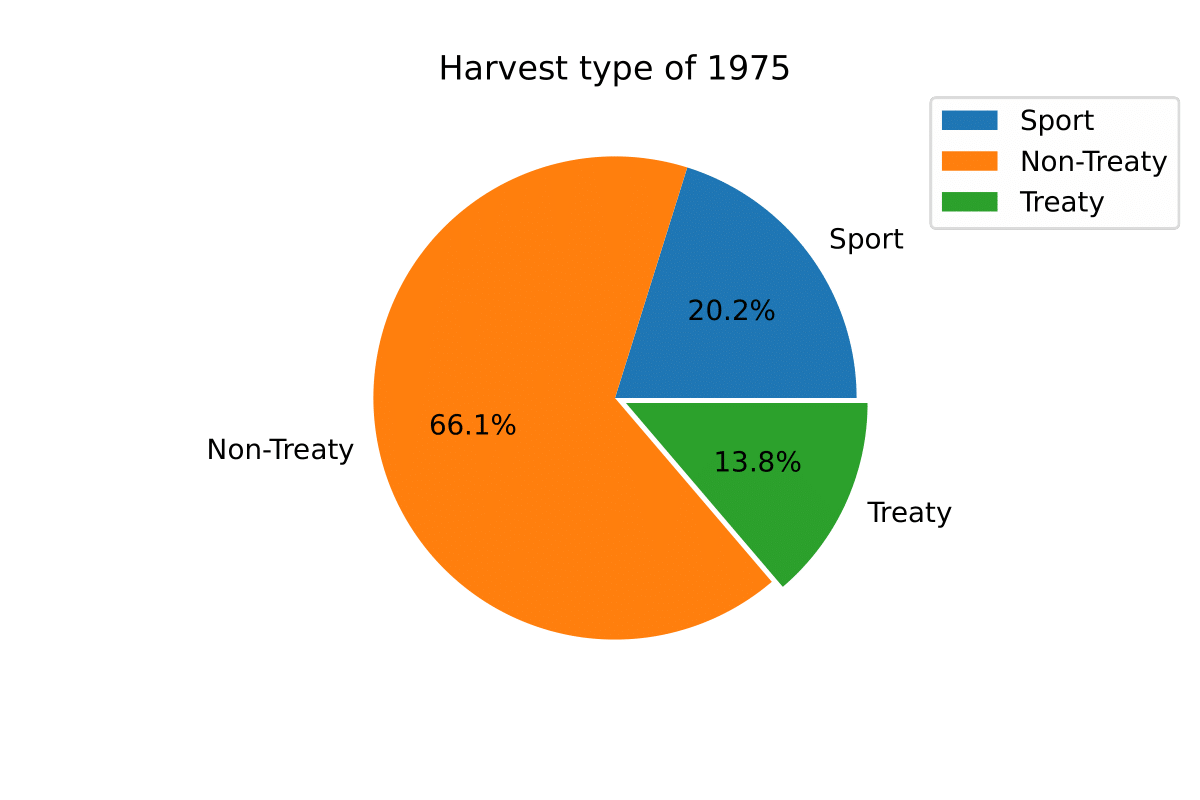 Harvest type of 1975
Sport
Non-Treaty
Treaty
Sport
20.2%
66.1%
Non-Treaty
13.8%
Treaty